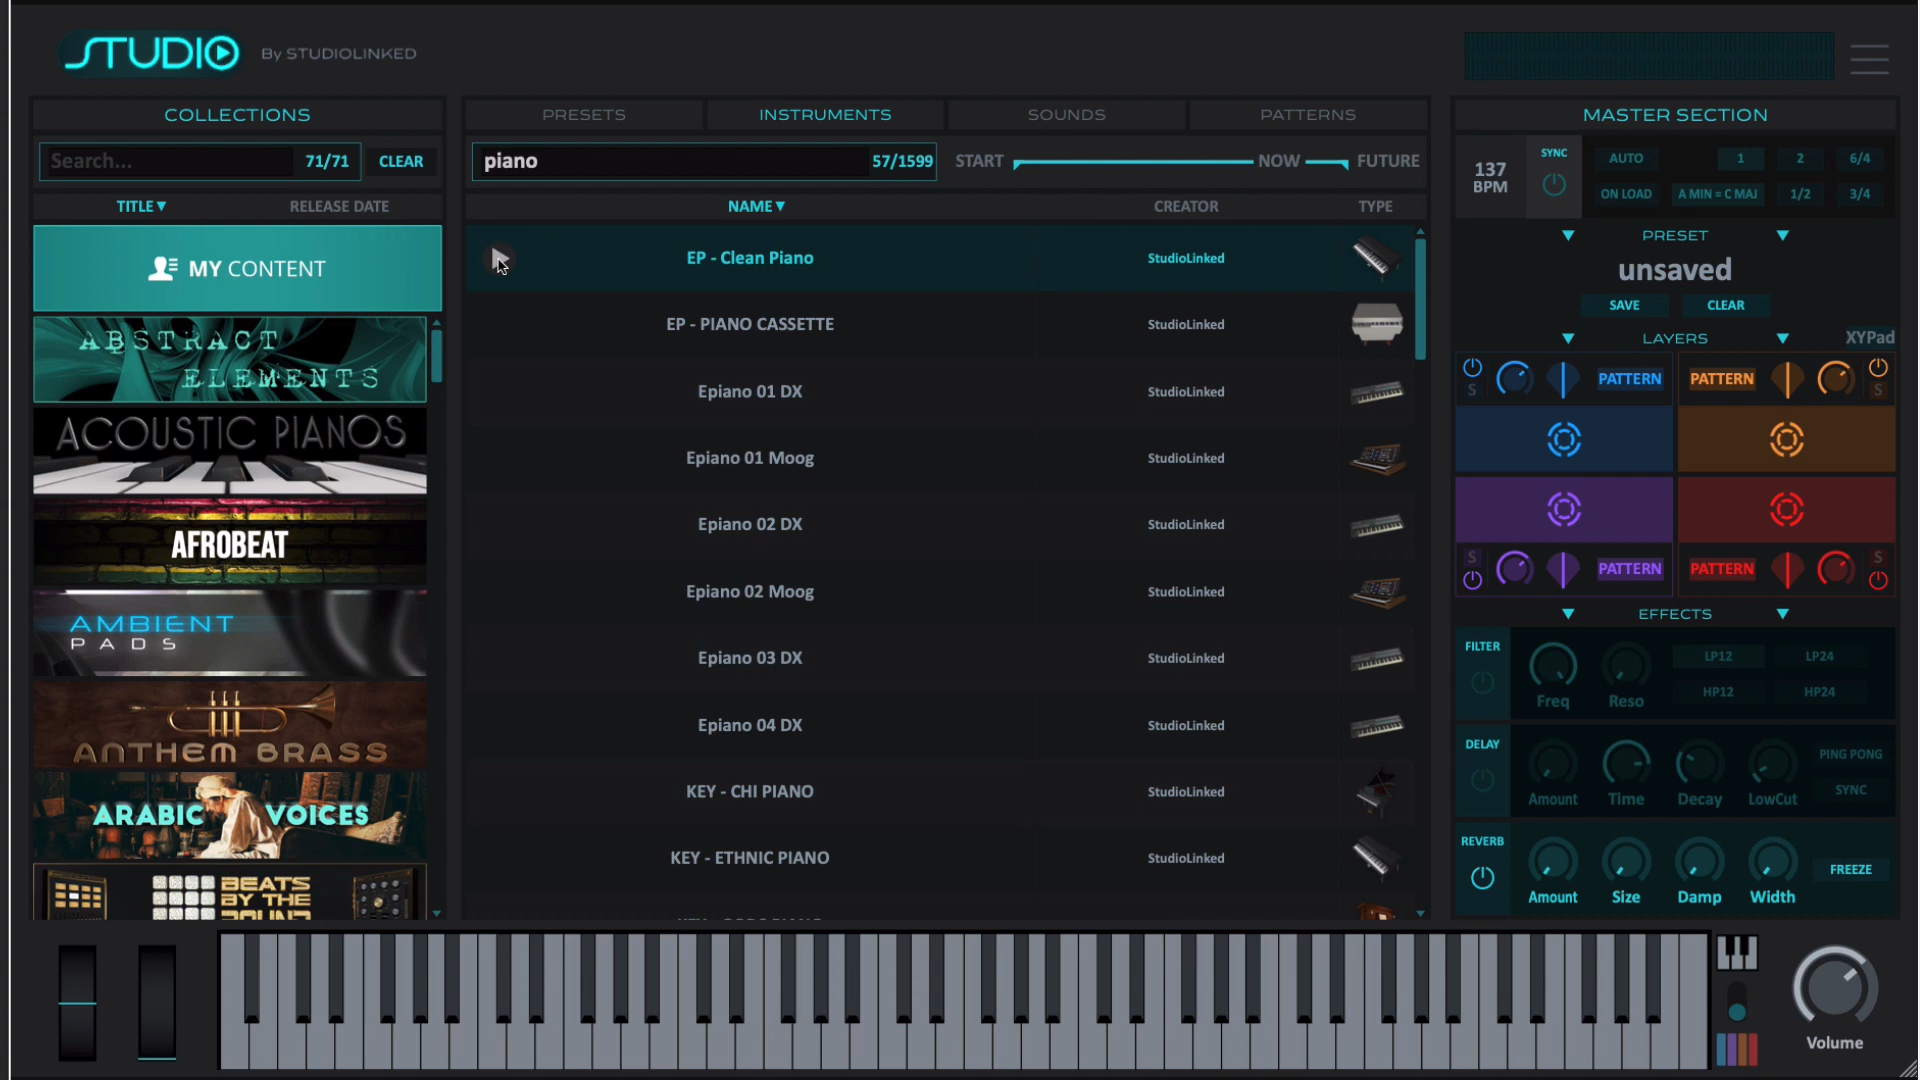 STUDIO By STUDIOLINKED
COLLECTIONS
Search... 71/71 CLEAR
TITLE▼ RELEASE DATE
MY CONTENT
ABSTRACT
ELEMENTS
ACOUSTIC PIANOS
AFROBEAT
AMBIENT
PADS
ANTHEM BRASS
ARABIC VOICES
BEATS
BY THE
POUND
PRESETS INSTRUMENTS SOUNDS PATTERNS
piano 57/1599 START NOW FUTURE
NAME▼ CREATOR TYPE
EP - Clean Piano StudioLinked
EP - PIANO CASSETTE StudioLinked
Epiano 01 DX StudioLinked
Epiano 01 Moog StudioLinked
Epiano 02 DX StudioLinked
Epiano 02 Moog StudioLinked
Epiano 03 DX StudioLinked
Epiano 04 DX StudioLinked
KEY - CHI PIANO StudioLinked
KEY - ETHNIC PIANO StudioLinked
MASTER SECTION
137
BPM
SYNC
AUTO 1 2 6/4
ON LOAD A MIN = C MAJ 1/2 3/4
▼ PRESET ▼
unsaved
SAVE CLEAR
▼ LAYERS ▼ XYPad
S PATTERN PATTERN S
S PATTERN PATTERN S
▼ EFFECTS ▼
FILTER LP12 LP24
Freq Reso HP12 HP24
DELAY PING PONG
Amount Time Decay LowCut SYNC
REVERB FREEZE
Amount Size Damp Width
Volume